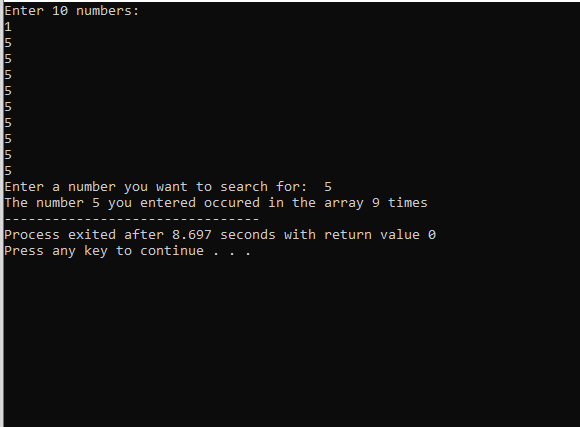 Enter 10 numbers:
1
5
5
5
5
5
5
5
5
5
Enter a number you want to search for:  5
The number 5 you entered occured in the array 9 times
--------------------------------
Process exited after 8.697 seconds with return value 0
Press any key to continue . . .